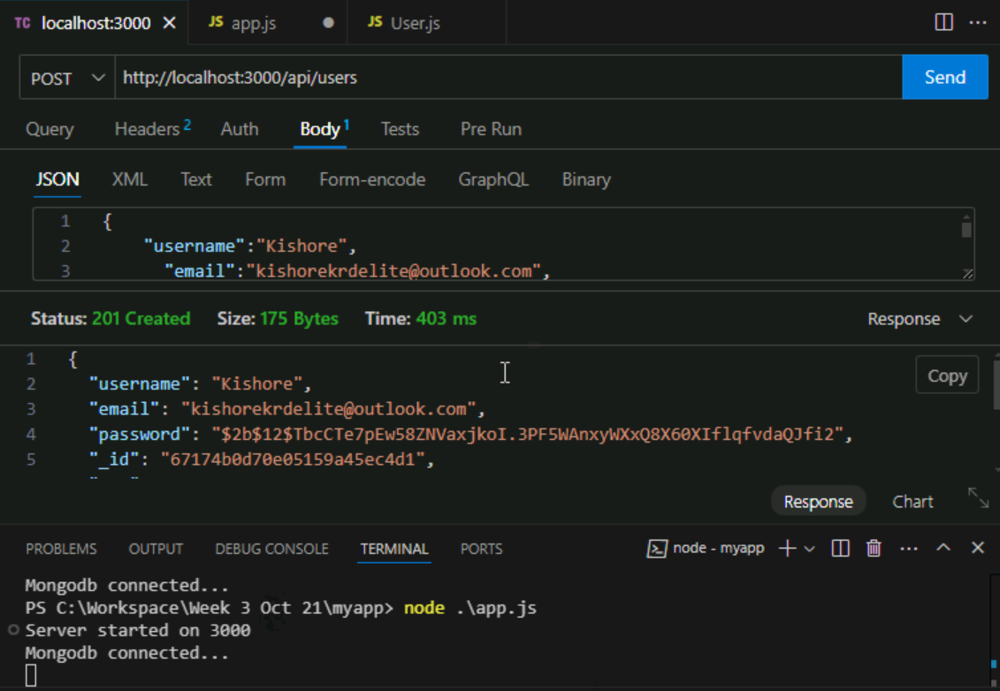 TC localhost:3000 × JS app.js JS User.js ...
POST http://localhost:3000/api/users Send
Query Headers 2 Auth Body 1 Tests Pre Run
JSON XML Text Form Form-encode GraphQL Binary
1 {
2 "username":"Kishore",
3 "email":"kishorekrdelite@outlook.com",
Status: 201 Created Size: 175 Bytes Time: 403 ms Response
1 {
Copy
2 "username": "Kishore",
3 "email": "kishorekrdelite@outlook.com",
4 "password": "$2b$12$TbcCTe7pEw58ZNVaxjkoI.3PF5WAnxyWXxQ8X60XIflqfvdaQJfi2",
5 "_id": "67174b0d70e05159a45ec4d1",
Response Chart
PROBLEMS OUTPUT DEBUG CONSOLE TERMINAL PORTS node - myapp ...
Mongodb connected...
PS C:\Workspace\Week 3 Oct 21\myapp> node .\app.js
Server started on 3000
Mongodb connected...